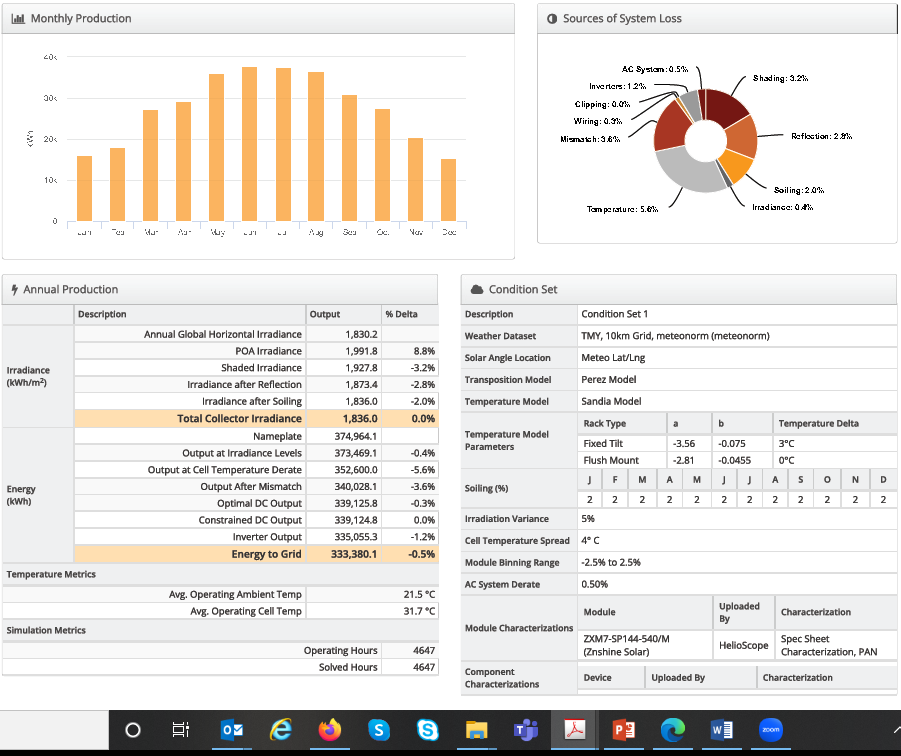 Monthly Production
Sources of System Loss
40k
30k
20k
10k
0
kWh
Jan Feb Mar Apr May Jun Jul Aug Sep Oct Nov Dec
AC System: 0.5%
Inverters: 1.2%
Clipping: 0.0%
Wiring: 0.3%
Mismatch: 3.6%
Temperature: 5.6%
Shading: 3.2%
Reflection: 2.8%
Soiling: 2.0%
Irradiance: 0.4%
Annual Production
Description Output % Delta
Irradiance
(kWh/m²)
Annual Global Horizontal Irradiance 1,830.2
POA Irradiance 1,991.8 8.8%
Shaded Irradiance 1,927.8 -3.2%
Irradiance after Reflection 1,873.4 -2.8%
Irradiance after Soiling 1,836.0 -2.0%
Total Collector Irradiance 1,836.0 0.0%
Energy
(kWh)
Nameplate 374,964.1
Output at Irradiance Levels 373,469.1 -0.4%
Output at Cell Temperature Derate 352,600.0 -5.6%
Output After Mismatch 340,028.1 -3.6%
Optimal DC Output 339,125.8 -0.3%
Constrained DC Output 339,124.8 0.0%
Inverter Output 335,055.3 -1.2%
Energy to Grid 333,380.1 -0.5%
Temperature Metrics
Avg. Operating Ambient Temp 21.5 °C
Avg. Operating Cell Temp 31.7 °C
Simulation Metrics
Operating Hours 4647
Solved Hours 4647
Condition Set
Description Condition Set 1
Weather Dataset TMY, 10km Grid, meteonorm (meteonorm)
Solar Angle Location Meteo Lat/Lng
Transposition Model Perez Model
Temperature Model Sandia Model
Temperature Model
Parameters
Rack Type a b Temperature Delta
Fixed Tilt -3.56 -0.075 3°C
Flush Mount -2.81 -0.0455 0°C
Soiling (%)
J F M A M J J A S O N D
2 2 2 2 2 2 2 2 2 2 2 2
Irradiation Variance 5%
Cell Temperature Spread 4° C
Module Binning Range -2.5% to 2.5%
AC System Derate 0.50%
Module Characterizations
Module Uploaded
By Characterization
ZXM7-SP144-540/M
(Znshine Solar)
HelioScope
Spec Sheet
Characterization, PAN
Component
Characterizations
Device Uploaded By Characterization
zoom